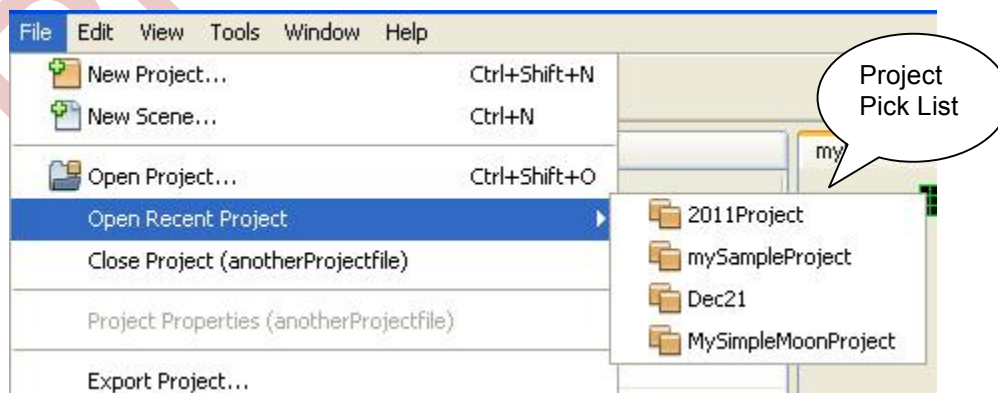 File Edit View Tools Window Help
New Project... Ctrl+Shift+N
New Scene... Ctrl+N
Open Project... Ctrl+Shift+O
Open Recent Project
Close Project (anotherProjectfile)
Project Properties (anotherProjectfile)
Export Project...
Project
Pick List
my
2011Project
mySampleProject
Dec21
MySimpleMoonProject